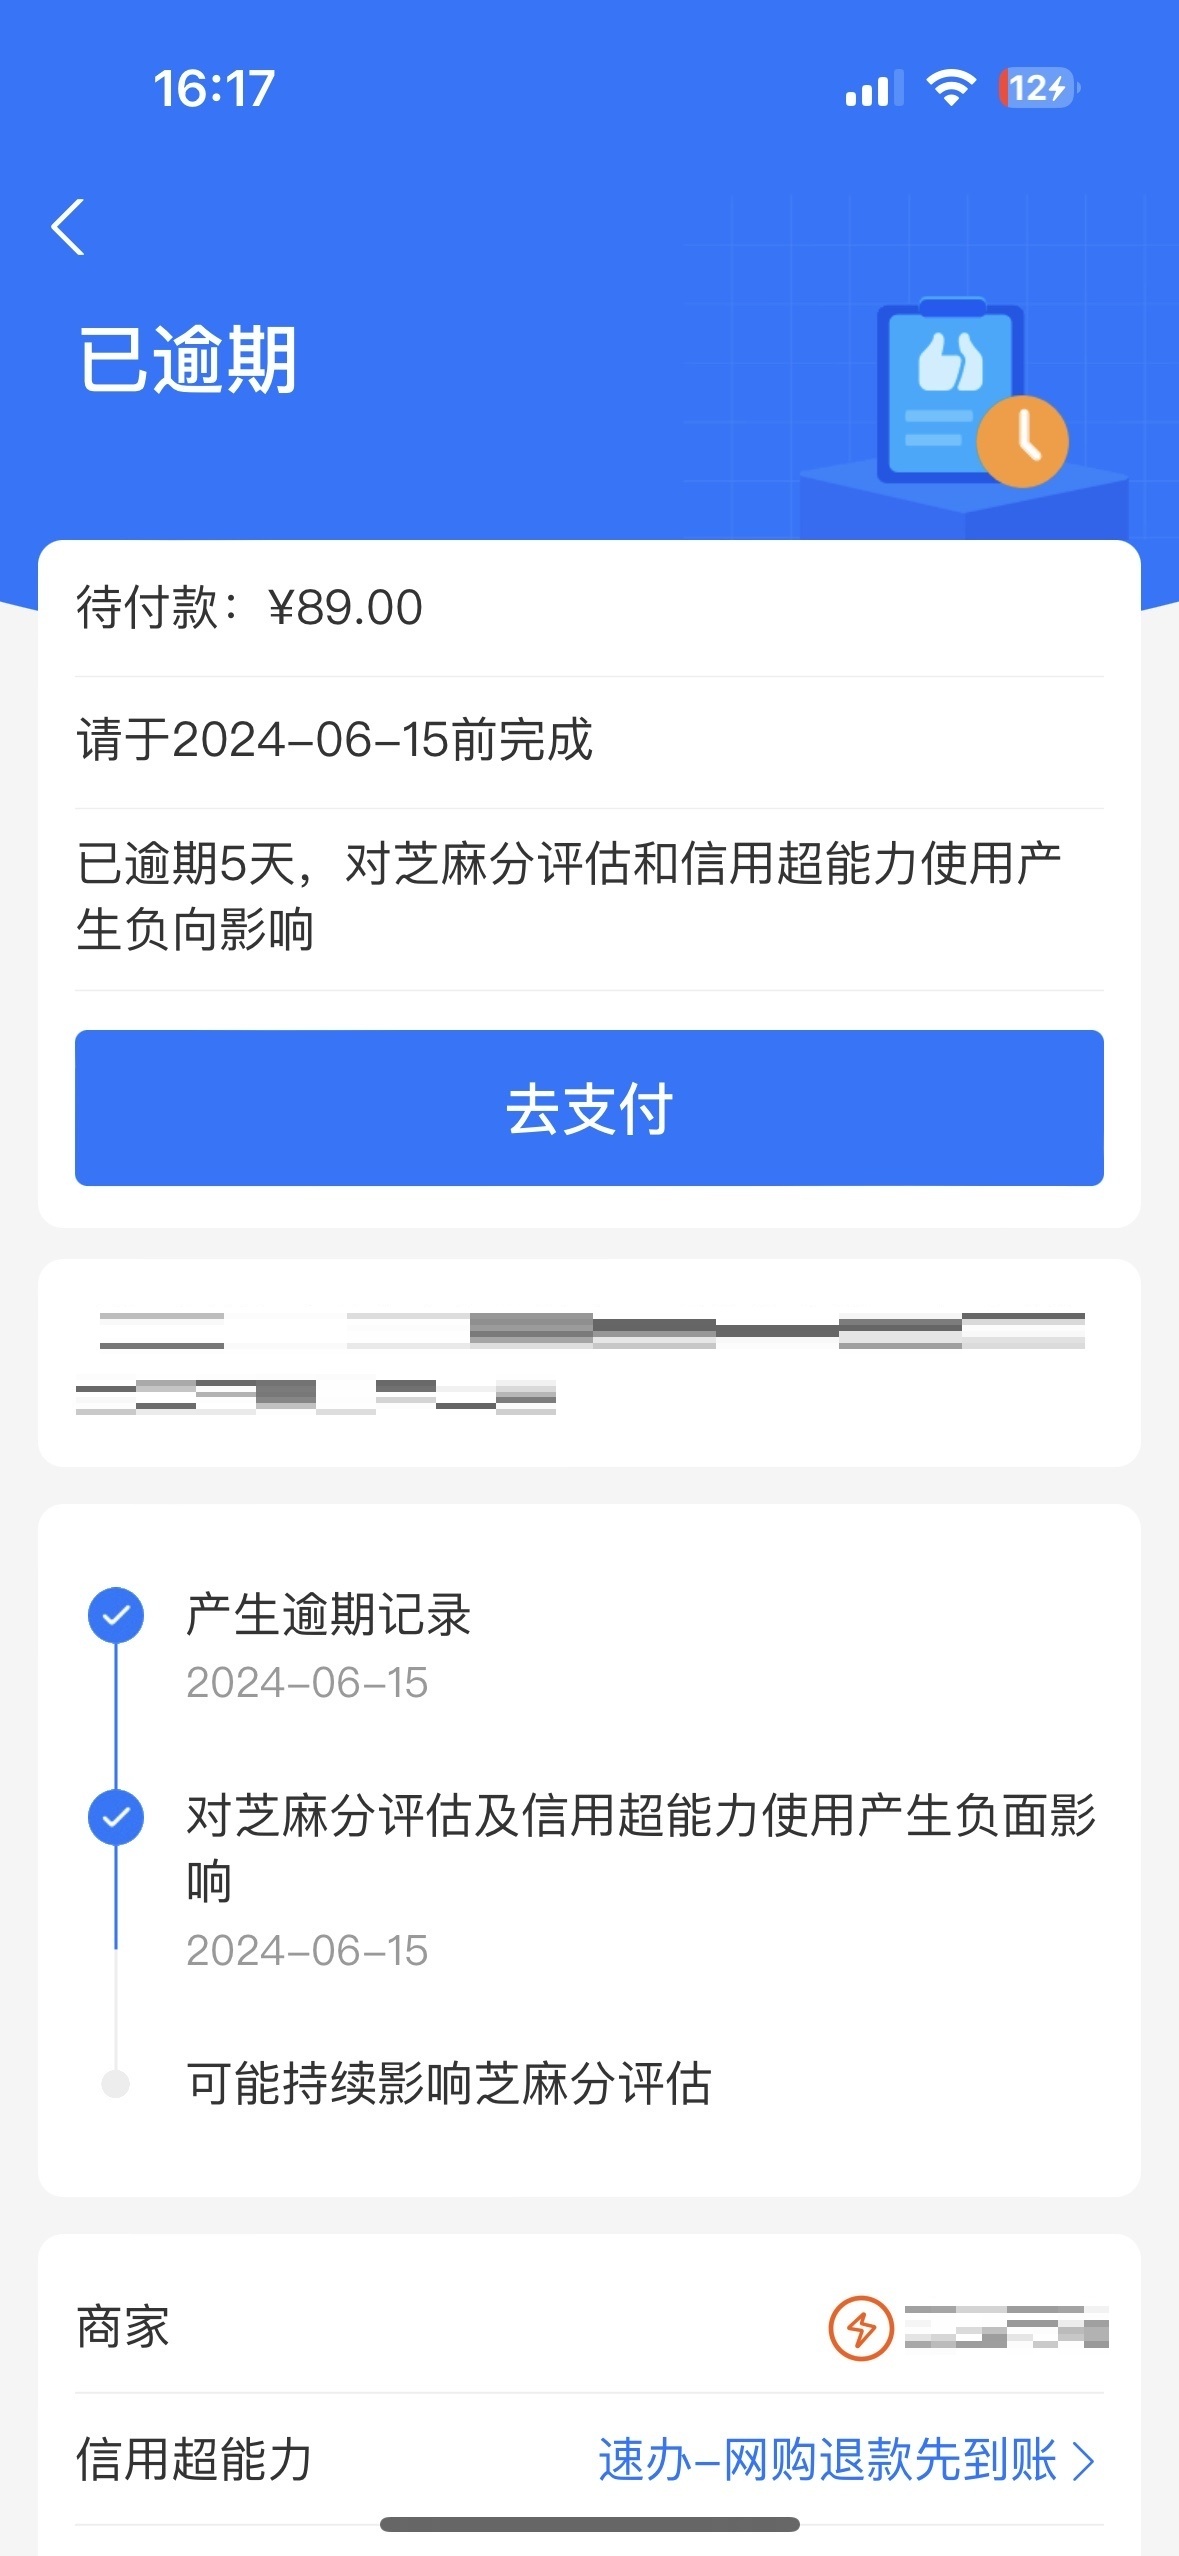 16:17
12
已逾期
待付款：¥89.00
请于2024-06-15前完成
已逾期5天，对芝麻分评估和信用超能力使用产
生负向影响
去支付
产生逾期记录
2024-06-15
对芝麻分评估及信用超能力使用产生负面影
响
2024-06-15
可能持续影响芝麻分评估
商家
信用超能力 速办-网购退款先到账